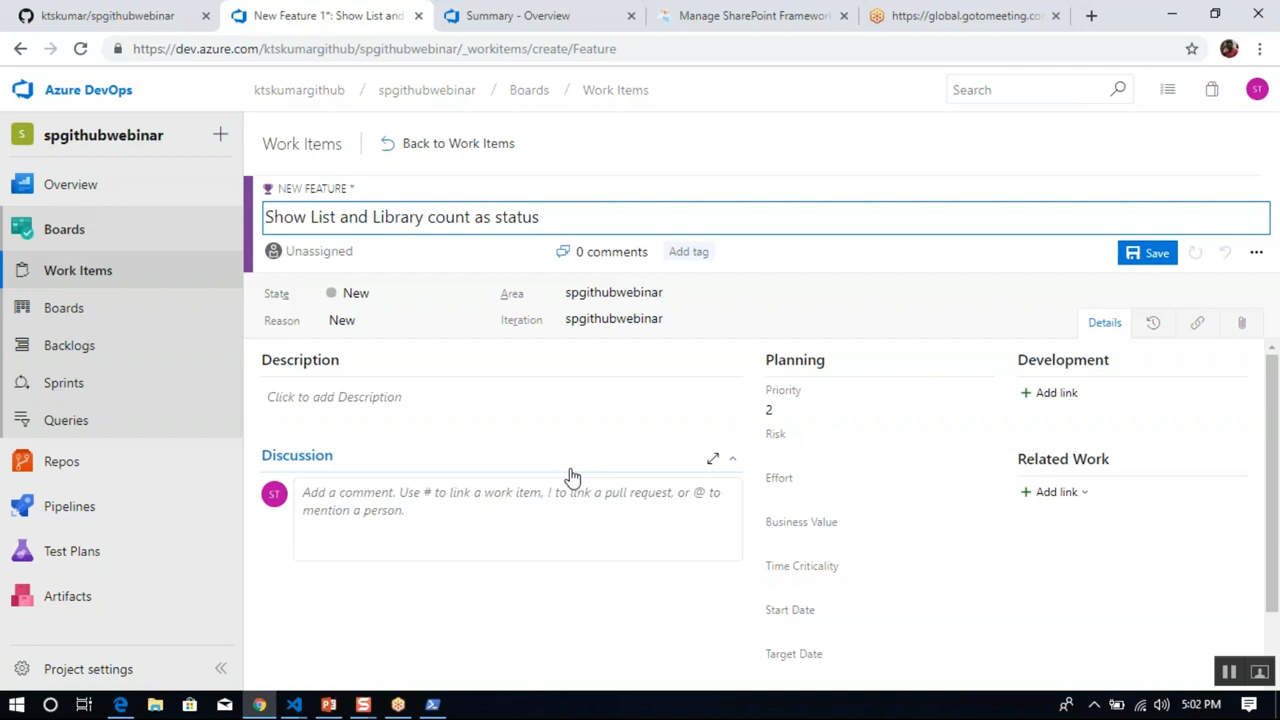 ktskumar/spgithubwebinar
New Feature 1*: Show List and
Summary - Overview
Manage SharePoint Framework
https://global.gotomeeting.co
https://dev.azure.com/ktskumargithub/spgithubwebinar/_workitems/create/Feature
Azure DevOps
ktskumargithub / spgithubwebinar / Boards / Work Items
Search
ST
S
spgithubwebinar
Overview
Boards
Work Items
Boards
Backlogs
Sprints
Queries
Repos
Pipelines
Test Plans
Artifacts
Project settings
Work Items
Back to Work Items
NEW FEATURE *
Show List and Library count as status
Unassigned
0 comments
Add tag
Save
State New
Area spgithubwebinar
Reason New
Iteration spgithubwebinar
Details
Description
Click to add Description
Discussion
ST
Add a comment. Use # to link a work item, ! to link a pull request, or @ to
mention a person.
Planning
Priority
2
Risk
Effort
Business Value
Time Criticality
Start Date
Target Date
Development
+ Add link
Related Work
+ Add link
5:02 PM